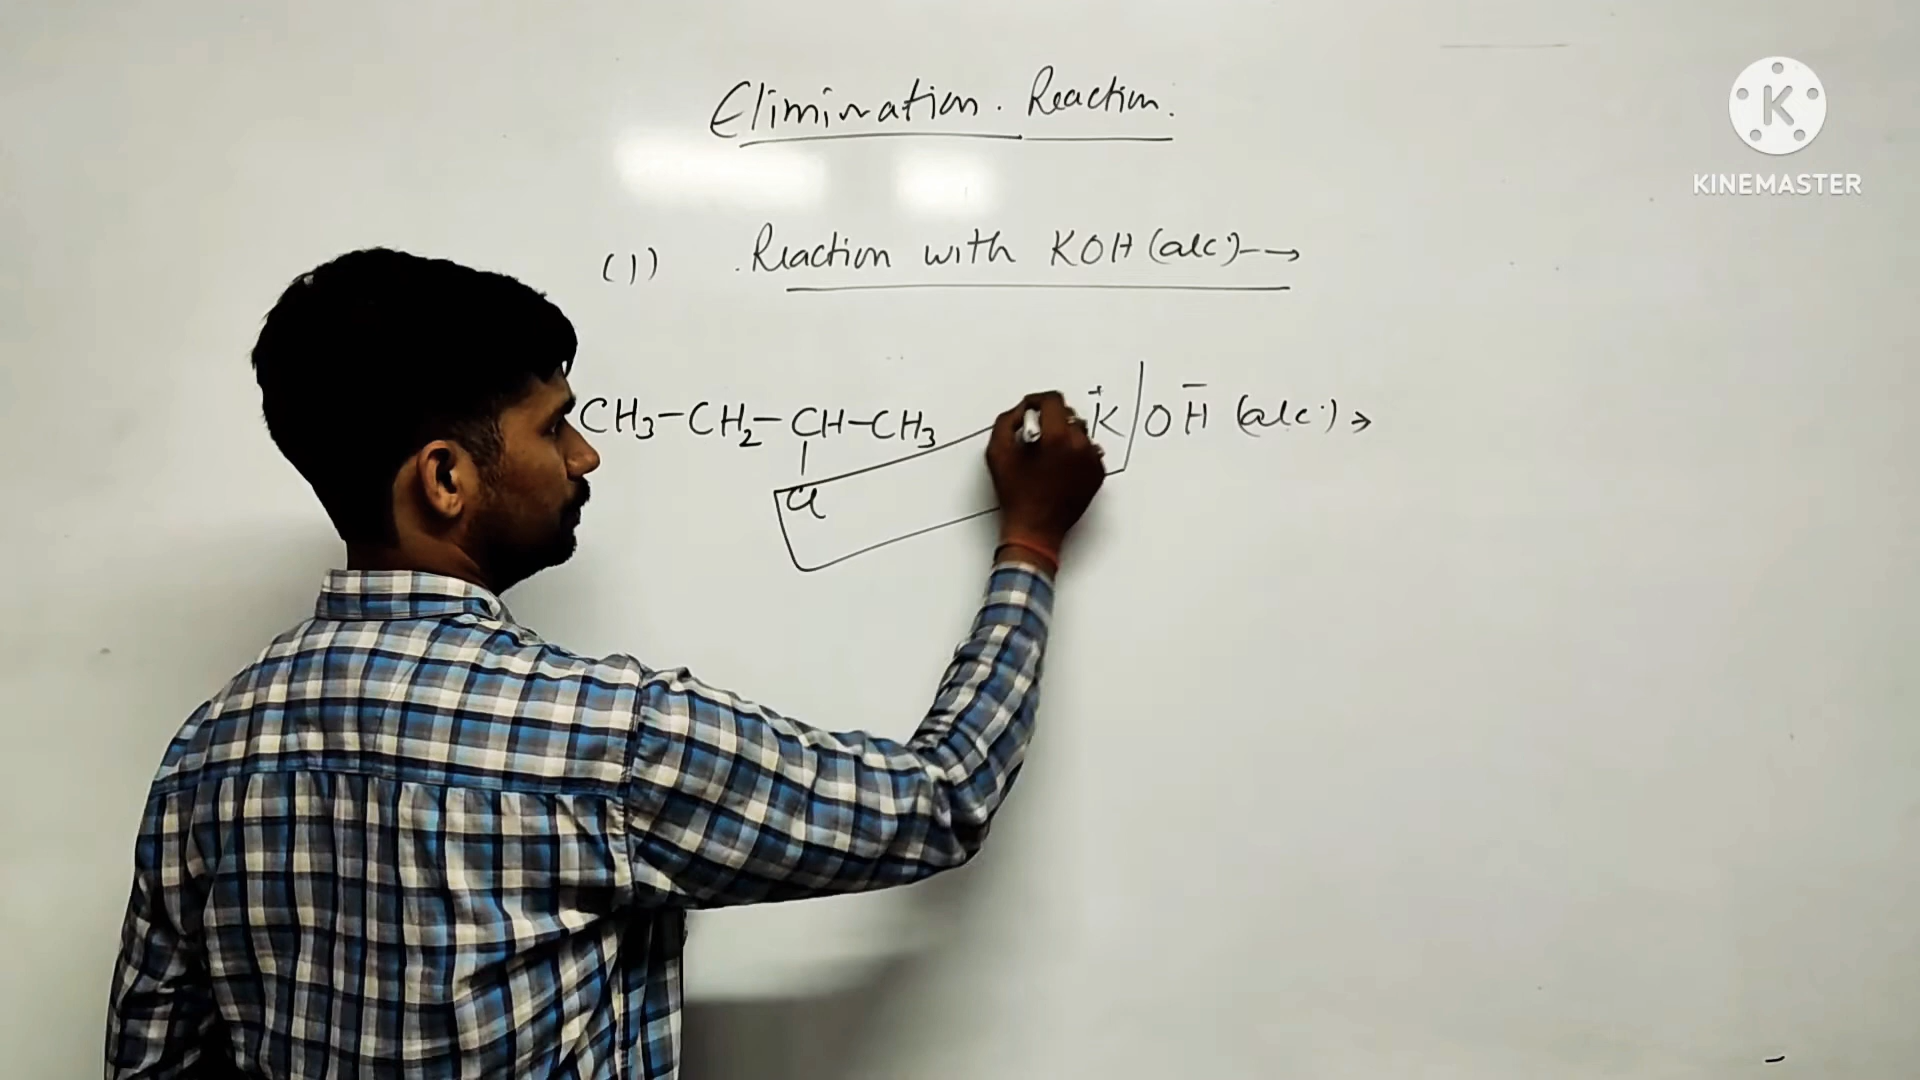 Elimination. Reaction.
K
KINEMASTER
(1) . Reaction with KOH (alc.) →
CH₃-CH₂-CH-CH₃ K⁺/OH⁻ (alc.) →
|
Cl